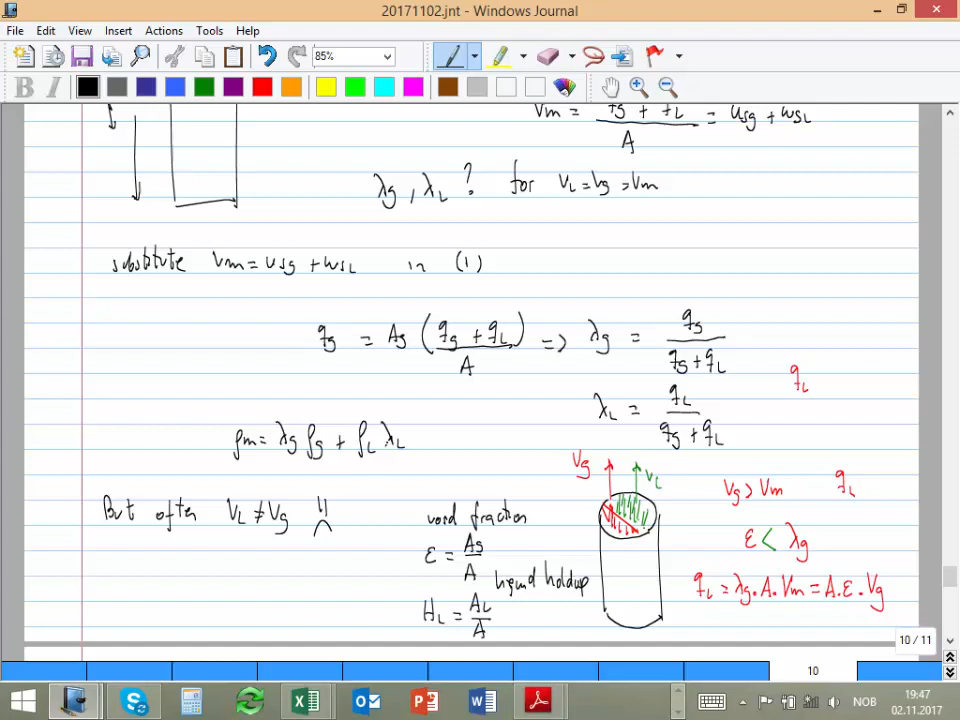 20171102.jnt - Windows Journal
File Edit View Insert Actions Tools Help
85%
Vm = (qg + qL) / A = usg + usL
λg , λL ? for VL = Vg = Vm
substitute Vm = usg + usL in (1)
qg = Ag (qg + qL / A) => λg = qg / (qg + qL)
qL
λL = qL / (qg + qL)
ρm = λg ρg + ρL λL
Vg VL
Vg > Vm qL
But often VL ≠ Vg
void fraction
ε = Ag / A
ε < λg
liquid holdup
qL = λg · A · Vm = A · ε · Vg
HL = AL / A
10 / 11
10
NOB
19:47
02.11.2017